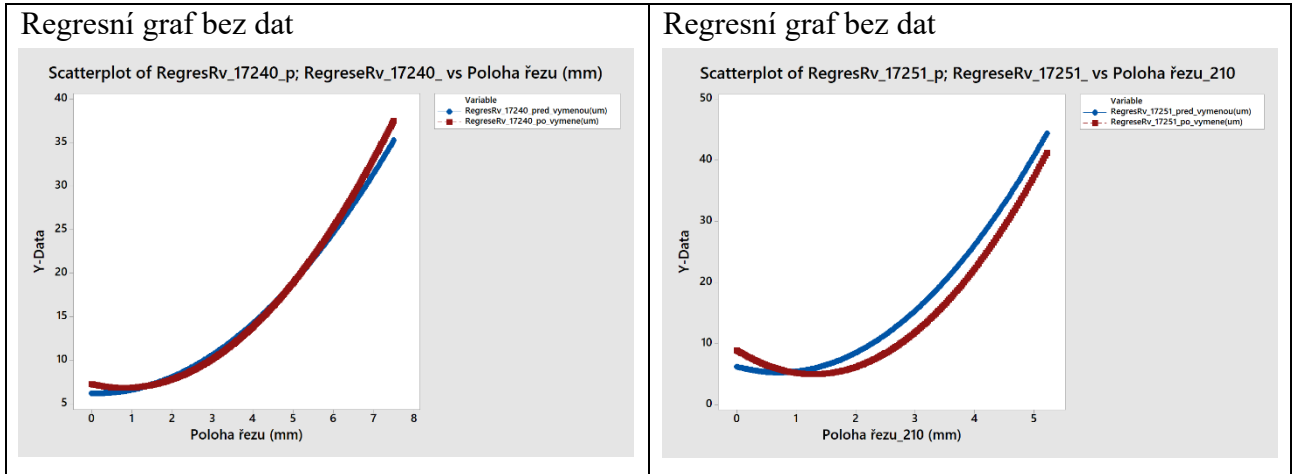 Regresní graf bez dat
Scatterplot of RegresRv_17240_p; RegreseRv_17240_ vs Poloha řezu (mm)
Variable
RegresRv_17240_pred_vymenou(um)
RegreseRv_17240_po_vymene(um)
Y-Data
40
35
30
25
20
15
10
5
0 1 2 3 4 5 6 7 8
Poloha řezu (mm)
Regresní graf bez dat
Scatterplot of RegresRv_17251_p; RegreseRv_17251_ vs Poloha řezu_210
Variable
RegresRv_17251_pred_vymenou(um)
RegreseRv_17251_po_vymene(um)
Y-Data
50
40
30
20
10
0
0 1 2 3 4 5
Poloha řezu_210 (mm)